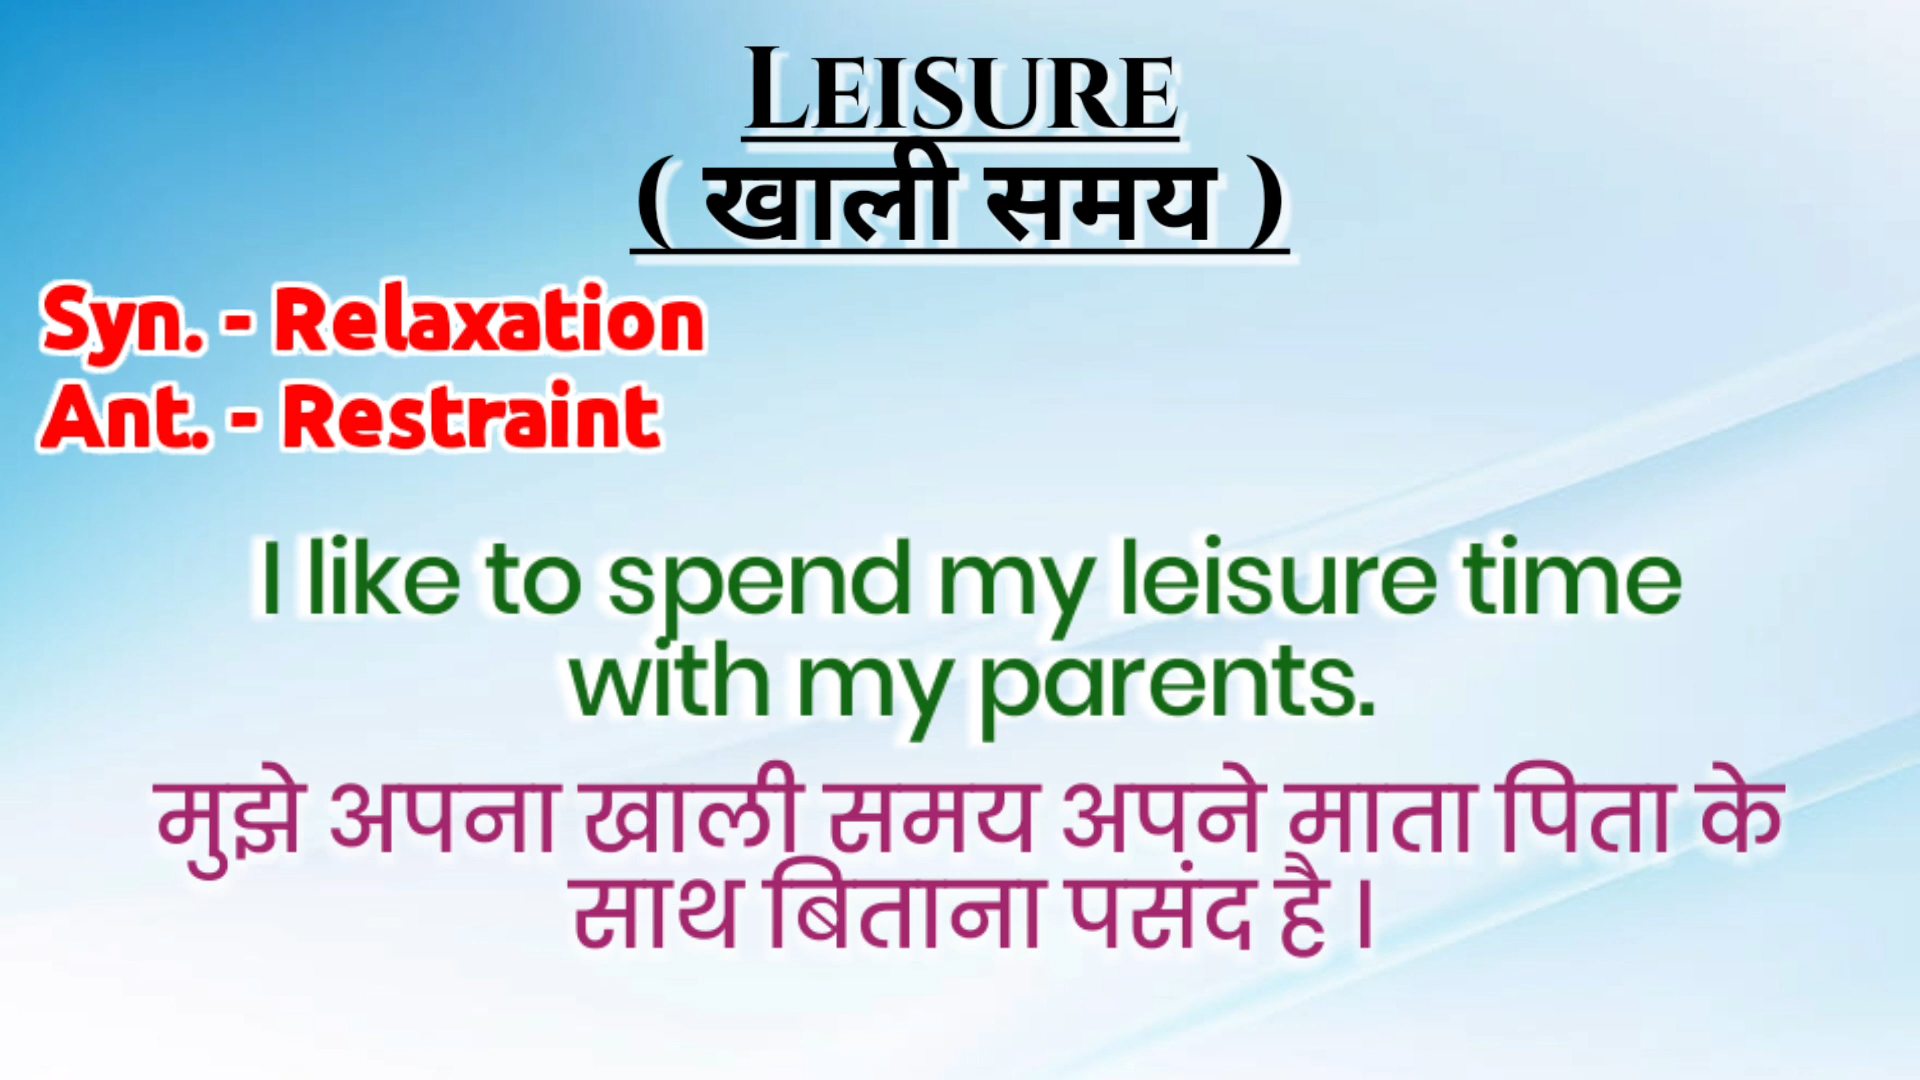 Leisure
( खाली समय )
Syn. - Relaxation
Ant. - Restraint
I like to spend my leisure time
with my parents.
मुझे अपना खाली समय अपने माता पिता के
साथ बिताना पसंद है ।